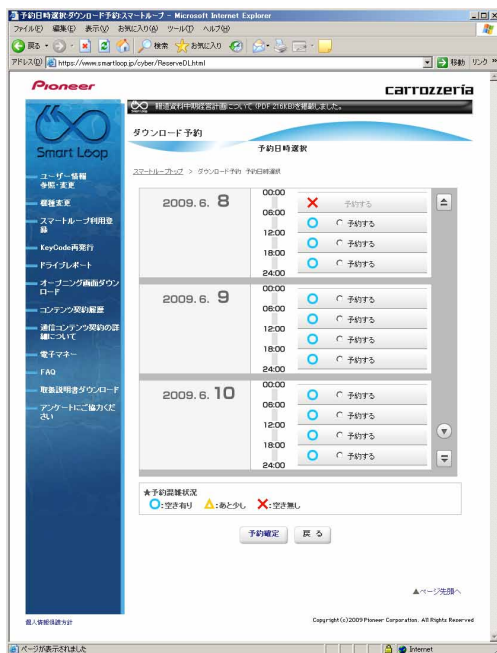 予約日時選択:ダウンロード予約:スマートループ - Microsoft Internet Explorer
ファイル(F) 編集(E) 表示(V) お気に入り(A) ツール(T) ヘルプ(H)
戻る 検索 お気に入り
アドレス(D) https://www.smartloop.jp/cyber/ReserveDl.html 移動 リンク
Pioneer carrozzeria
報道資料中期経営計画について (PDF 216KB)を掲載しました。
Smart Loop
ダウンロード予約
予約日時選択
スマートループトップ > ダウンロード予約 予約日時選択
ユーザー情報
参照・変更
機種変更
スマートループ利用登
録
KeyCode再発行
ドライブレポート
オープニング画面ダウン
ロード
コンテンツ契約履歴
通信コンテンツ契約の詳
細について
電子マネー
FAQ
取扱説明書ダウンロード
アンケートにご協力くだ
さい
2009. 6. 8
00:00
予約する
06:00
予約する
12:00
予約する
18:00
予約する
24:00
2009. 6. 9
00:00
予約する
06:00
予約する
12:00
予約する
18:00
予約する
24:00
2009. 6. 10
00:00
予約する
06:00
予約する
12:00
予約する
18:00
予約する
24:00
★予約混雑状況
○:空き有り △:あと少し ×:空き無し
予約確定 戻 る
▲ページ先頭へ
個人情報保護方針
Copyright (c)2009 Pioneer Corporation. All Rights Reserved
ページが表示されました
Internet